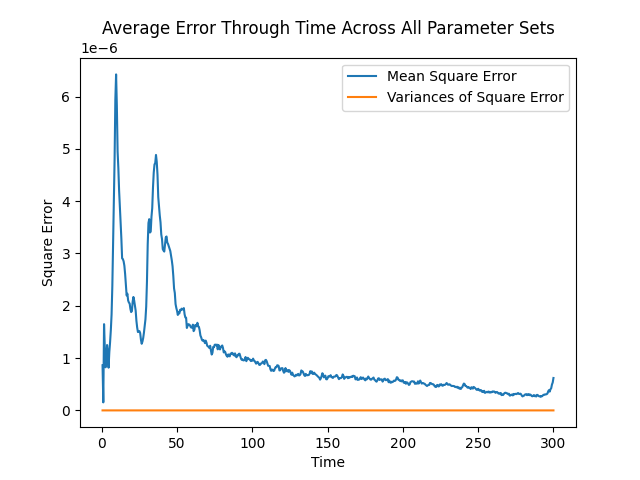 Average Error Through Time Across All Parameter Sets
1e−6
Mean Square Error
Variances of Square Error
6
5
4
3
2
1
0
Square Error
0 50 100 150 200 250 300
Time